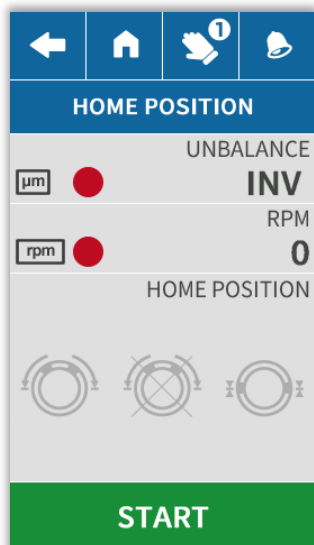 1
HOME POSITION
UNBALANCE
µm INV
RPM
rpm 0
HOME POSITION
START